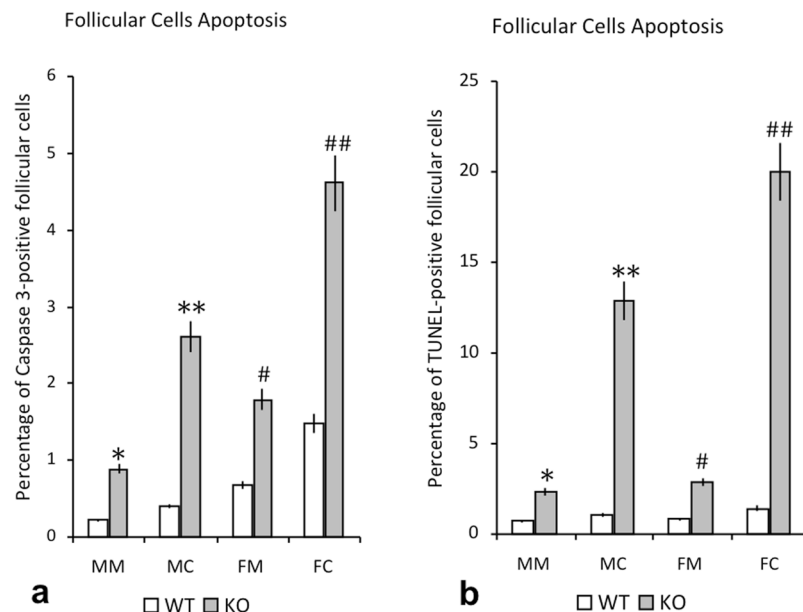 Follicular Cells Apoptosis
Percentage of Caspase 3-positive follicular cells
6
5
4
3
2
1
0
*
**
#
##
MM MC FM FC
a
WT KO
Follicular Cells Apoptosis
Percentage of TUNEL-positive follicular cells
25
20
15
10
5
0
*
**
#
##
MM MC FM FC
b
WT KO